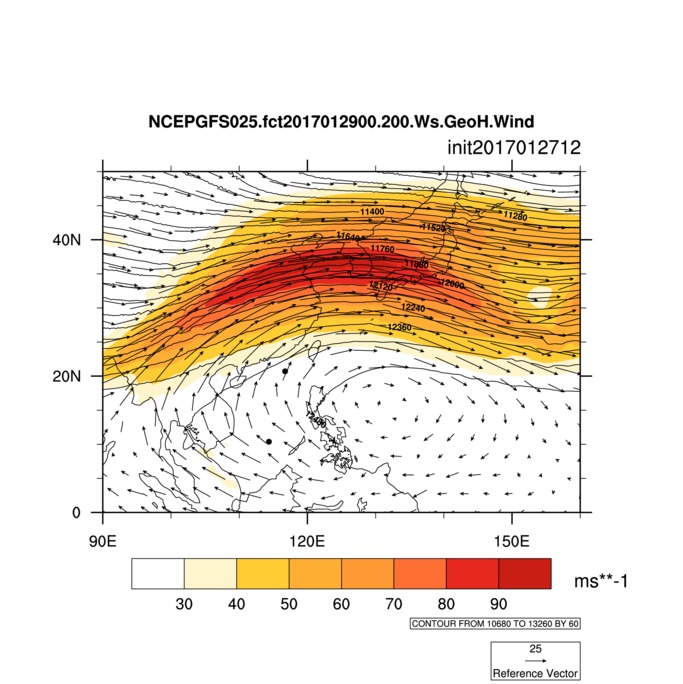 NCEPGFS025.fct2017012900.200.Ws.GeoH.Wind
init2017012712
11400
11280
11520
11640
40N
11760
11880
12120
12000
12240
12360
20N
0
90E 120E 150E
ms**-1
30 40 50 60 70 80 90
CONTOUR FROM 10680 TO 13260 BY 60
25
Reference Vector